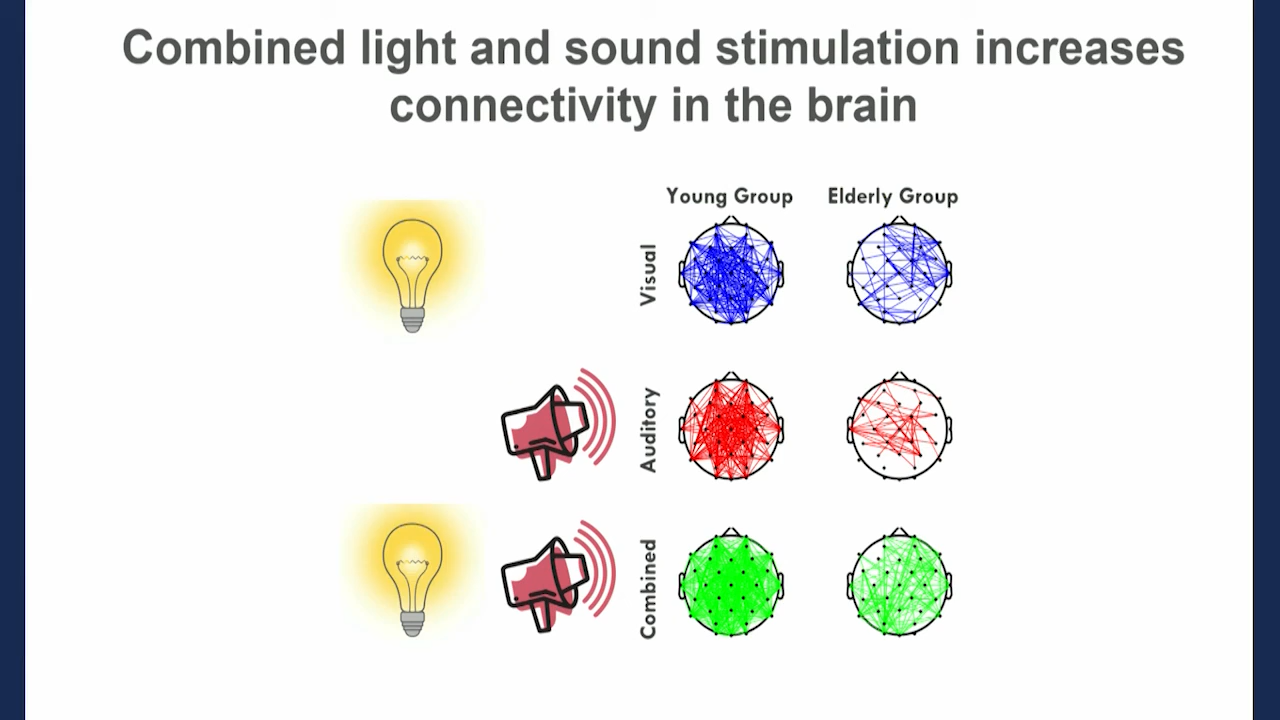 Combined light and sound stimulation increases
connectivity in the brain
Young Group
Elderly Group
Visual
Auditory
Combined